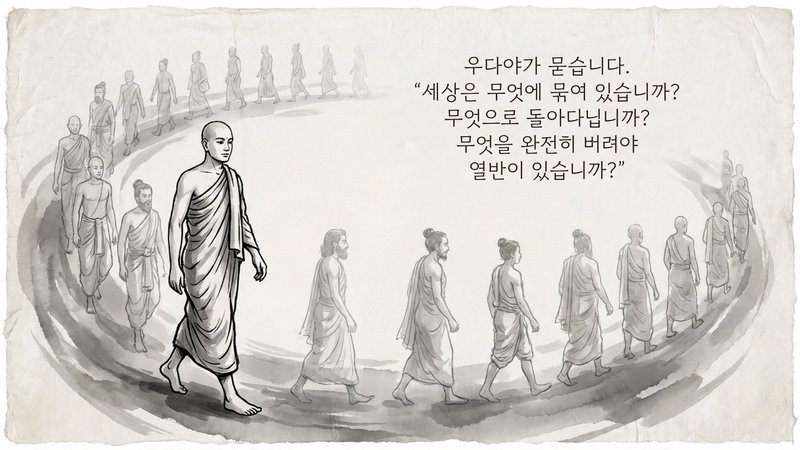 우다야가 묻습니다.
“세상은 무엇에 묶여 있습니까?
무엇으로 돌아다닙니까?
무엇을 완전히 버려야
열반이 있습니까?”